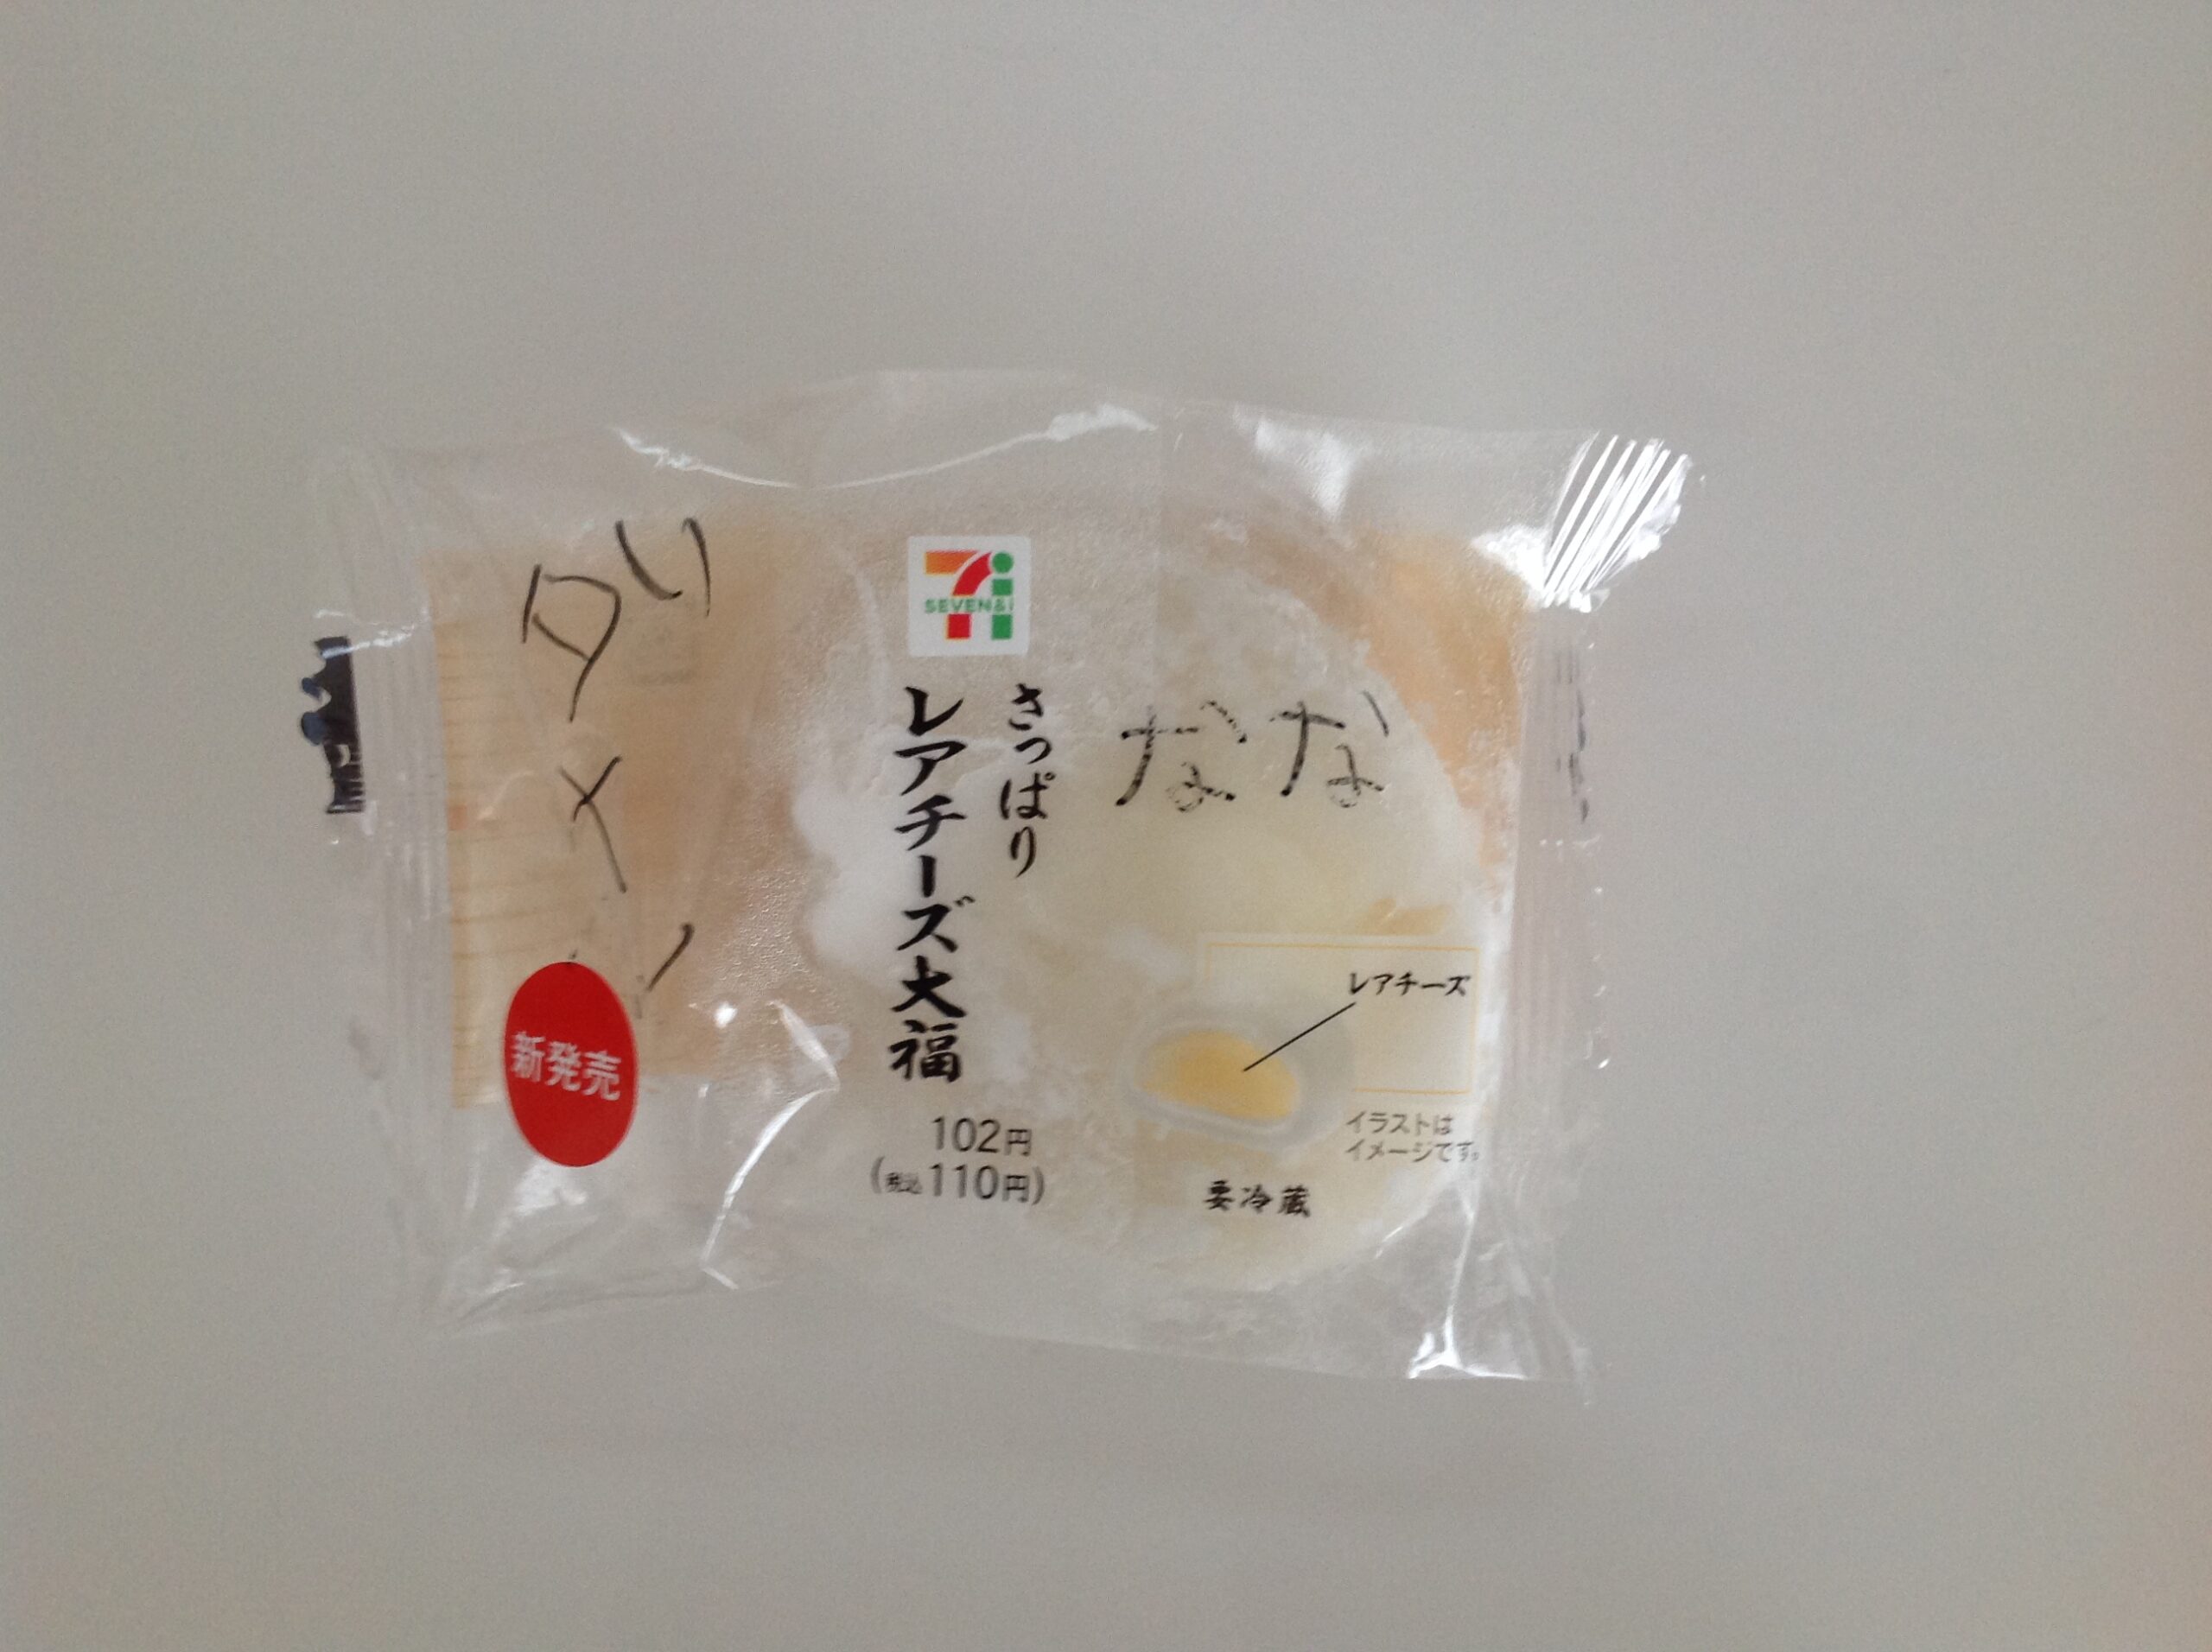 SEVEN&i
さっぱり
レアチーズ大福
102円
(税込110円)
なな
ダメ
新発売
レアチーズ
イラストは
イメージです。
要冷蔵